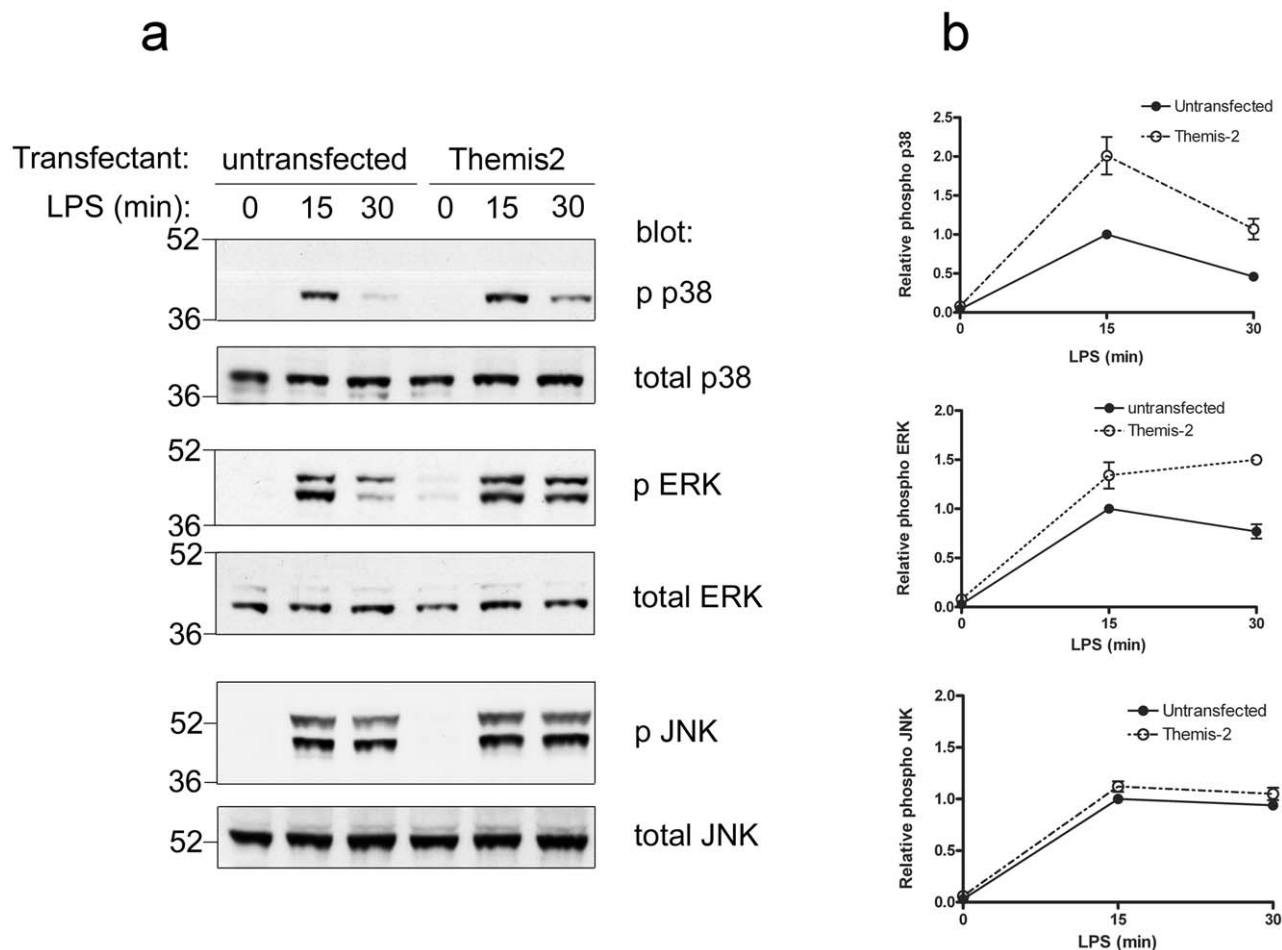 a
Transfectant: untransfected Themis2
LPS (min): 0 15 30 0 15 30
blot:
52
p p38
36
total p38
36
52
p ERK
36
52
total ERK
36
52
p JNK
36
52
total JNK
b
Untransfected
Themis-2
Relative phospho p38
2.5
2.0
1.5
1.0
0.5
0.0
0 15 30
LPS (min)
untransfected
Themis-2
Relative phospho ERK
2.0
1.5
1.0
0.5
0.0
0 15 30
LPS (min)
Untransfected
Themis-2
Relative phospho JNK
2.0
1.5
1.0
0.5
0.0
0 15 30
LPS (min)